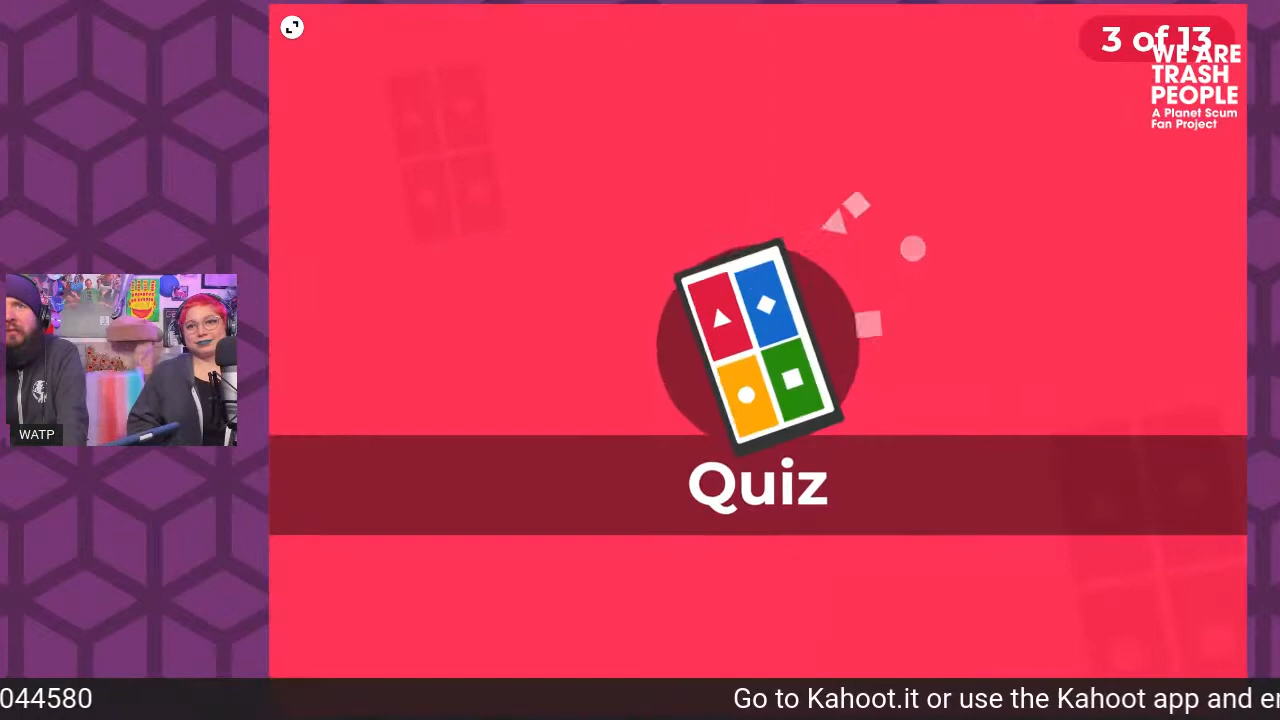 3 of 13
WE ARE
TRASH
PEOPLE
A Planet Scum
Fan Project
WATP
Quiz
044580
Go to Kahoot.it or use the Kahoot app and e